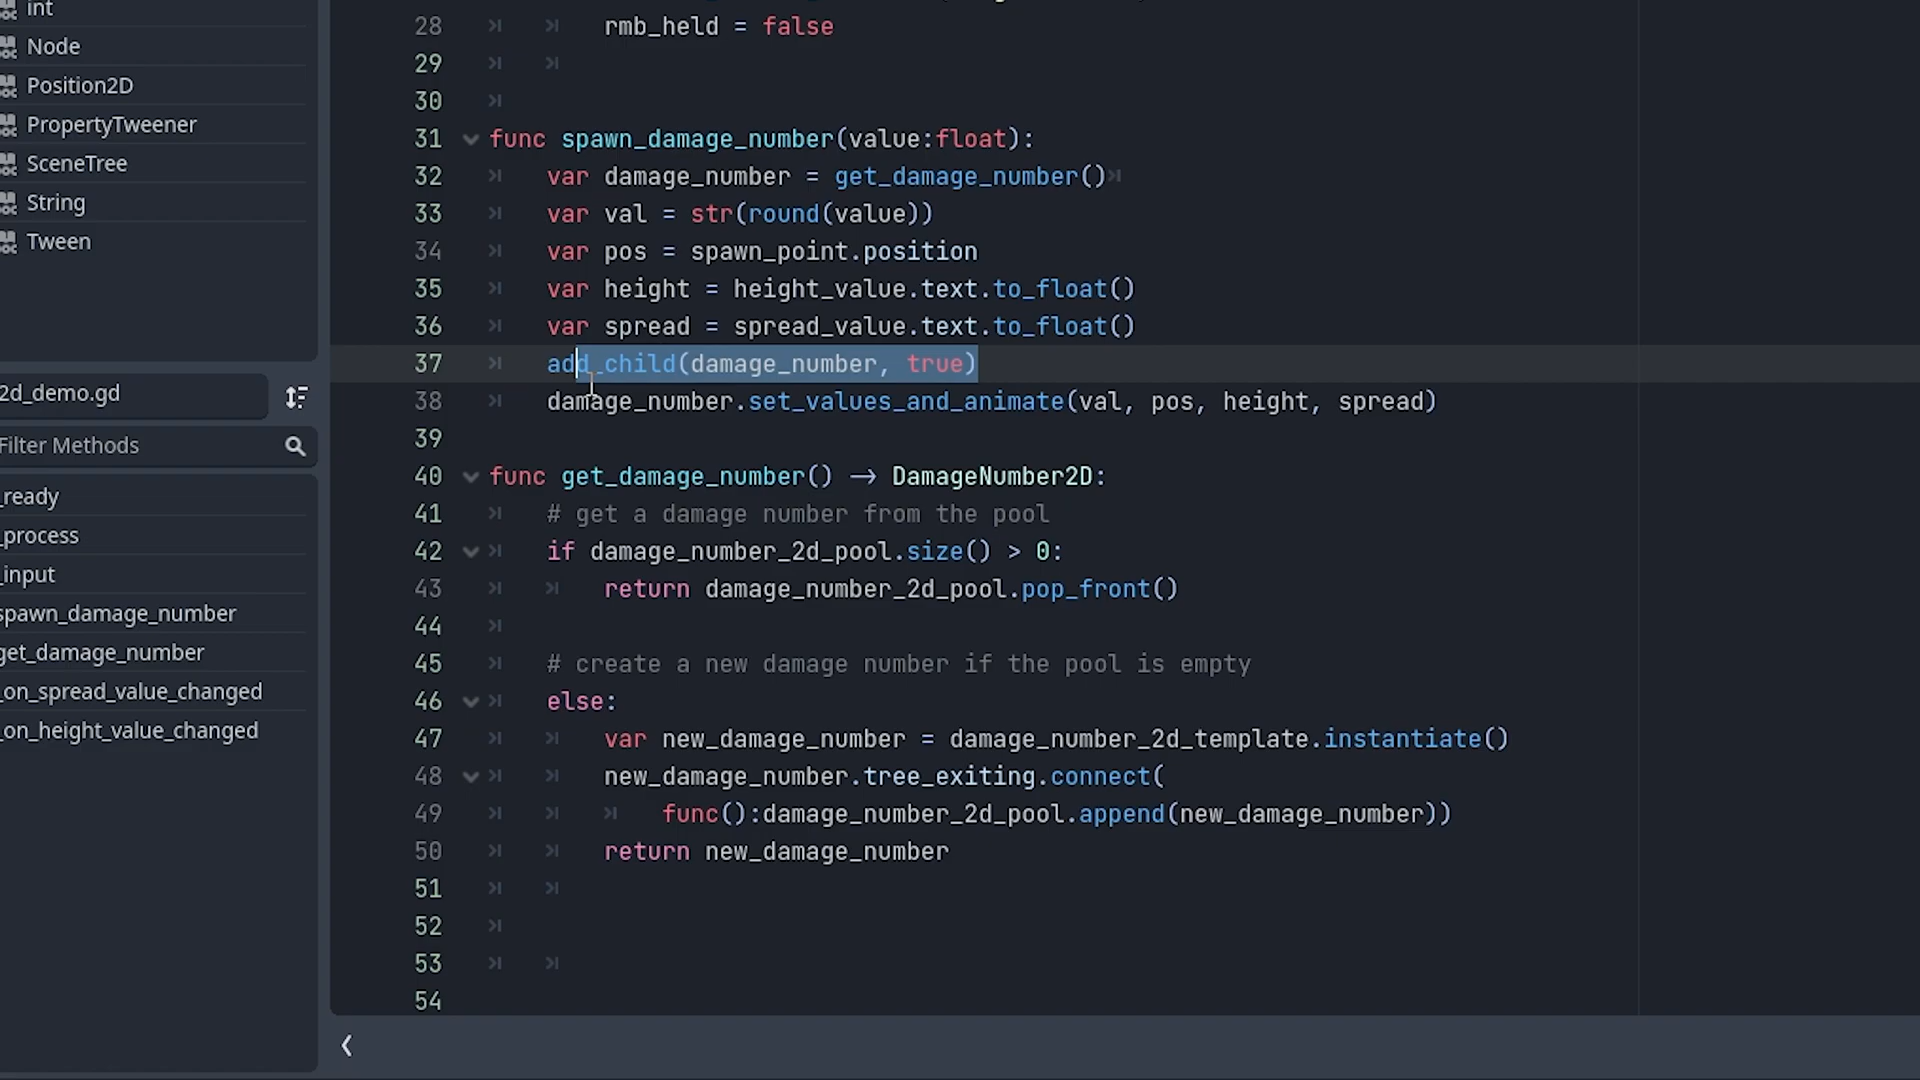 int
Node
Position2D
PropertyTweener
SceneTree
String
Tween
2d_demo.gd
Filter Methods
_ready
_process
_input
spawn_damage_number
get_damage_number
_on_spread_value_changed
_on_height_value_changed
28 rmb_held = false
29
30
31 func spawn_damage_number(value:float):
32 var damage_number = get_damage_number()
33 var val = str(round(value))
34 var pos = spawn_point.position
35 var height = height_value.text.to_float()
36 var spread = spread_value.text.to_float()
37 add_child(damage_number, true)
38 damage_number.set_values_and_animate(val, pos, height, spread)
39
40 func get_damage_number() -> DamageNumber2D:
41 # get a damage number from the pool
42 if damage_number_2d_pool.size() > 0:
43 return damage_number_2d_pool.pop_front()
44
45 # create a new damage number if the pool is empty
46 else:
47 var new_damage_number = damage_number_2d_template.instantiate()
48 new_damage_number.tree_exiting.connect(
49 func():damage_number_2d_pool.append(new_damage_number))
50 return new_damage_number
51
52
53
54